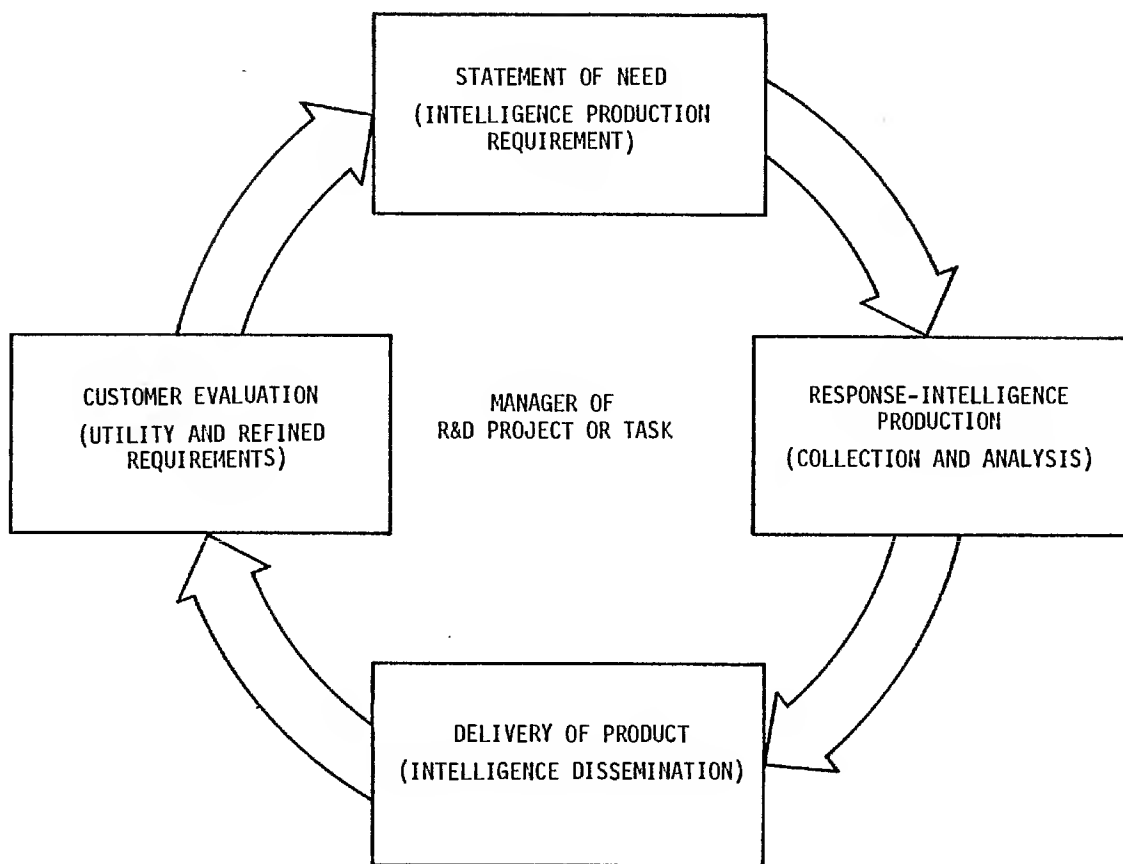 STATEMENT OF NEED
(INTELLIGENCE PRODUCTION
REQUIREMENT)
CUSTOMER EVALUATION
(UTILITY AND REFINED
REQUIREMENTS)
MANAGER OF
R&D PROJECT OR TASK
RESPONSE-INTELLIGENCE
PRODUCTION
(COLLECTION AND ANALYSIS)
DELIVERY OF PRODUCT
(INTELLIGENCE DISSEMINATION)